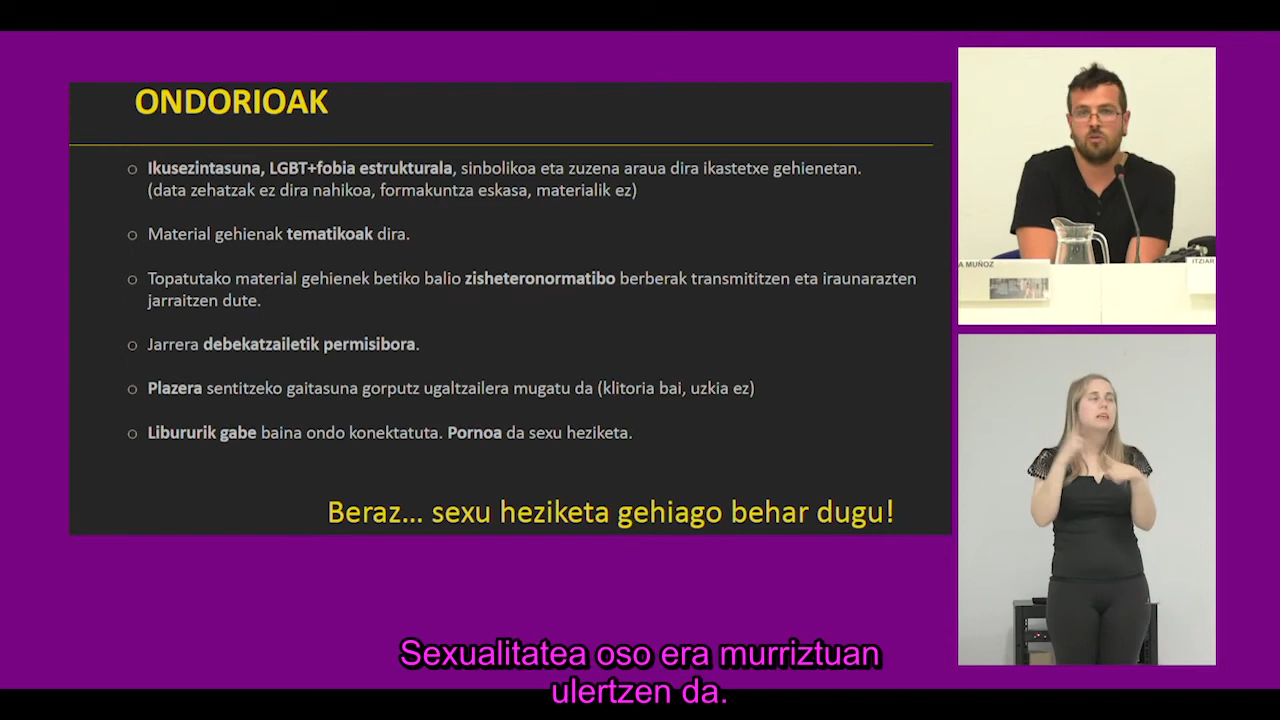 ONDORIOAK
Ikusezintasuna, LGBT+fobia estrukturala, sinbolikoa eta zuzena araua dira ikastetxe gehienetan.
(data zehatzak ez dira nahikoa, formakuntza eskasa, materialik ez)
Material gehienak tematikoak dira.
Topatutako material gehienek betiko balio zisheteronormatibo berberak transmititzen eta iraunarazten
jarraitzen dute.
Jarrera debekatzailetik permisibora.
Plazera sentitzeko gaitasuna gorputz ugaltzailera mugatu da (klitoria bai, uzkia ez)
Libururik gabe baina ondo konektatuta. Pornoa da sexu heziketa.
Beraz... sexu heziketa gehiago behar dugu!
A MUÑOZ
ITZIAR
Sexualitatea oso era murriztuan
ulertzen da.